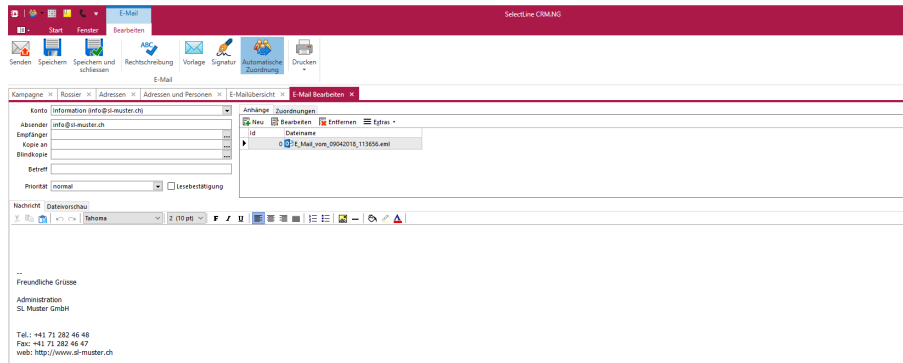 E-Mail
SelectLine CRM.NG
Start Fenster Bearbeiten
Senden Speichern Speichern und schliessen Rechtschreibung Vorlage Signatur Automatische Zuordnung Drucken
E-Mail
Kampagne × Rossier × Adressen × Adressen und Personen × E-Mailübersicht × E-Mail Bearbeiten ×
Konto Information (info@sl-muster.ch)
Absender info@sl-muster.ch
Empfänger
Kopie an
Blindkopie
Betreff
Priorität normal Lesebestätigung
Anhänge Zuordnungen
Neu Bearbeiten Entfernen Extras
Id Dateiname
0 E_Mail_vom_09042018_113656.eml
Nachricht Dateivorschau
Tahoma 2 (10 pt) F I U
--
Freundliche Grüsse
Administration
SL Muster GmbH
Tel.: +41 71 282 46 48
Fax: +41 71 282 46 47
web: http://www.sl-muster.ch